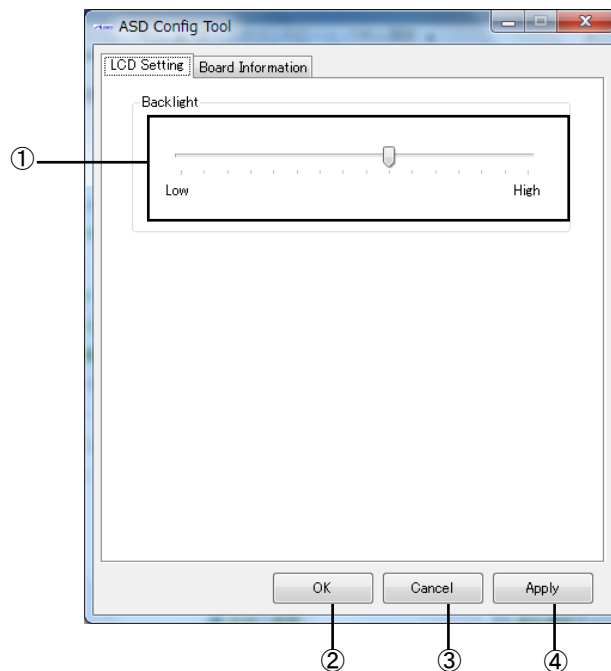 ASD Config Tool
LCD Setting Board Information
Backlight
①
Low High
OK Cancel Apply
② ③ ④